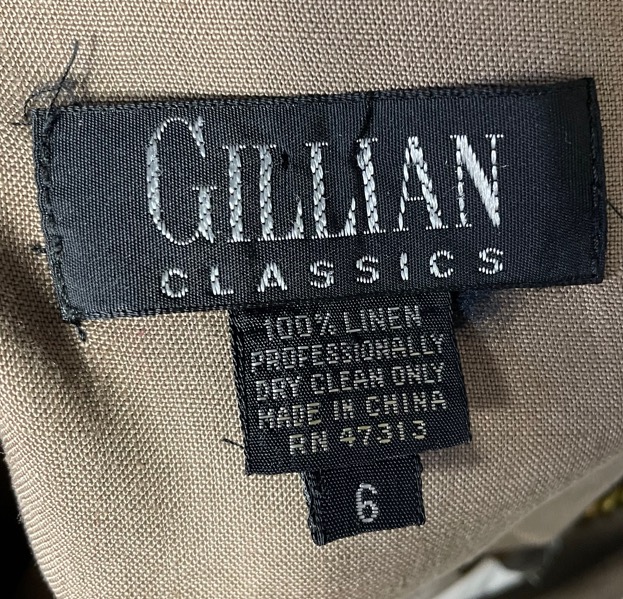 GILLIAN
CLASSICS
100% LINEN
PROFESSIONALLY
DRY CLEAN ONLY
MADE IN CHINA
RN 47313
6